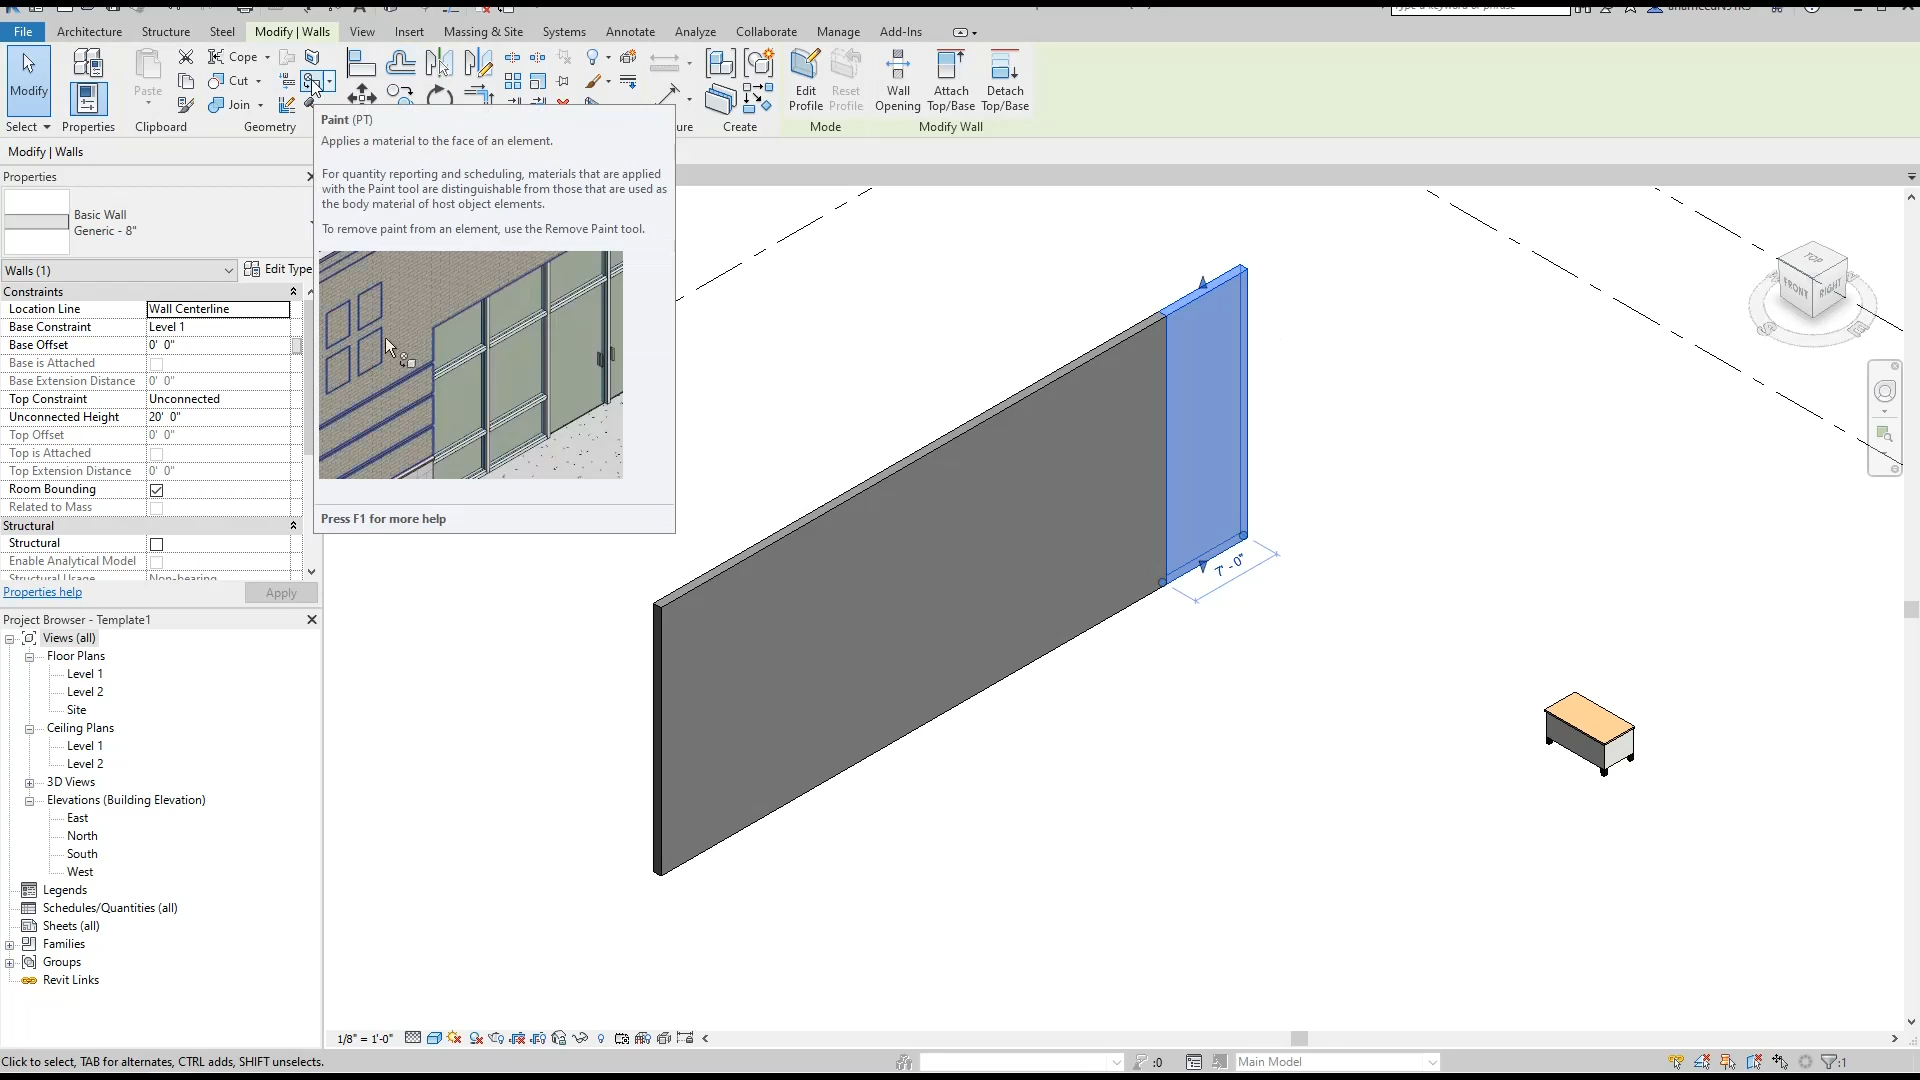 File Architecture Structure Steel Modify | Walls View Insert Annotate Massing & Site Systems Annotate Analyze Collaborate Manage Add-Ins
Modify
Paste
Cope
Cut
Join
Edit Profile
Reset Profile
Wall Opening
Attach Top/Base
Detach Top/Base
Select Properties Clipboard Geometry Create Mode Modify Wall
Modify | Walls
Properties
Basic Wall
Generic - 8"
Walls (1) Edit Type
Constraints
Location Line Wall Centerline
Base Constraint Level 1
Base Offset 0' 0"
Base is Attached
Base Extension Distance 0' 0"
Top Constraint Unconnected
Unconnected Height 20' 0"
Top Offset 0' 0"
Top is Attached
Top Extension Distance 0' 0"
Room Bounding
Related to Mass
Structural
Structural
Enable Analytical Model
Structural Usage Non-bearing
Properties help Apply
Project Browser - Template1
Views (all)
Floor Plans
Level 1
Level 2
Site
Ceiling Plans
Level 1
Level 2
3D Views
Elevations (Building Elevation)
East
North
South
West
Legends
Schedules/Quantities (all)
Sheets (all)
Families
Groups
Revit Links
Paint (PT)
Applies a material to the face of an element.
For quantity reporting and scheduling, materials that are applied
with the Paint tool are distinguishable from those that are used as
the body material of host object elements.
To remove paint from an element, use the Remove Paint tool.
Press F1 for more help
7' - 0"
TOP
FRONT
RIGHT
S
E
1/8" = 1'-0"
Click to select, TAB for alternates, CTRL adds, SHIFT unselects.
:0
Main Model
:1